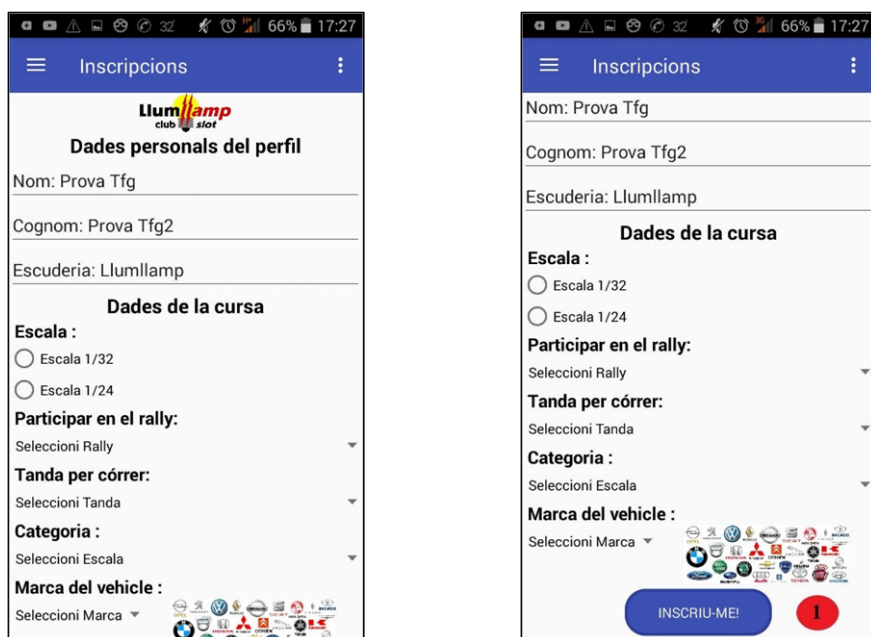 32 66% 17:27
Inscripcions
Llumllamp
club slot
Dades personals del perfil
Nom: Prova Tfg
Cognom: Prova Tfg2
Escuderia: Llumllamp
Dades de la cursa
Escala :
Escala 1/32
Escala 1/24
Participar en el rally:
Seleccioni Rally
Tanda per córrer:
Seleccioni Tanda
Categoria :
Seleccioni Escala
Marca del vehicle :
Seleccioni Marca
32 3G 66% 17:27
Inscripcions
Nom: Prova Tfg
Cognom: Prova Tfg2
Escuderia: Llumllamp
Dades de la cursa
Escala :
Escala 1/32
Escala 1/24
Participar en el rally:
Seleccioni Rally
Tanda per córrer:
Seleccioni Tanda
Categoria :
Seleccioni Escala
Marca del vehicle :
Seleccioni Marca
INSCRIU-ME!
1